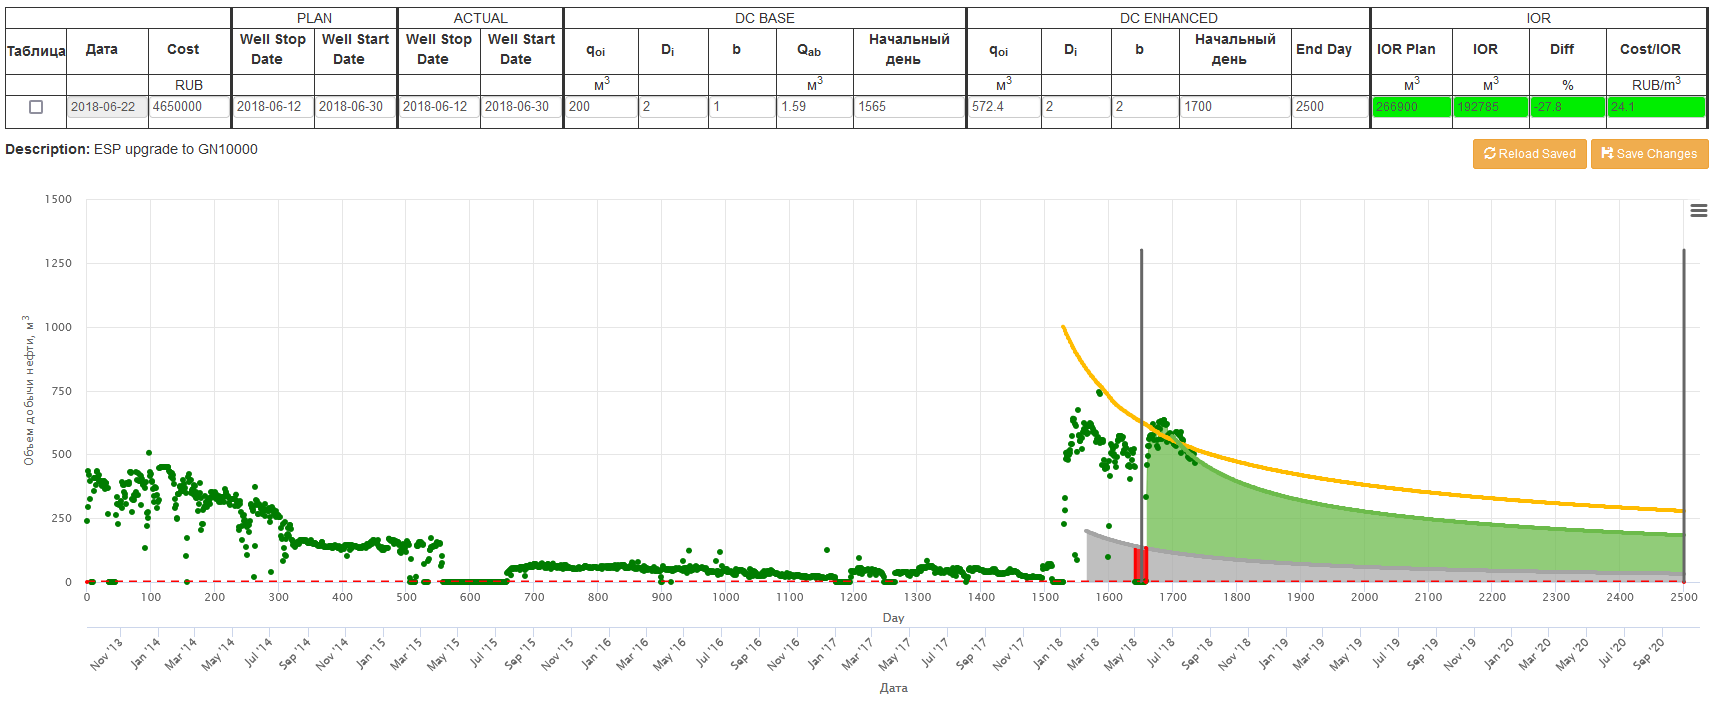 PLAN ACTUAL DC BASE DC ENHANCED IOR
Таблица Дата Cost Well Stop Date Well Start Date Well Stop Date Well Start Date qoi Di b Qab Начальный день qoi Di b Начальный день End Day IOR Plan IOR Diff Cost/IOR
RUB м3 м3 м3 м3 м3 % RUB/m3
2018-06-22 4650000 2018-06-12 2018-06-30 2018-06-12 2018-06-30 200 2 1 1.59 1565 572.4 2 2 1700 2500 266900 192785 -27.8 24.1
Description: ESP upgrade to GN10000
Reload Saved Save Changes
1500
1250
1000
750
500
250
0
Объем добычи нефти, м3
0 100 200 300 400 500 600 700 800 900 1000 1100 1200 1300 1400 1500 1600 1700 1800 1900 2000 2100 2200 2300 2400 2500
Day
Nov '13 Jan '14 Mar '14 May '14 Jul '14 Sep '14 Nov '14 Jan '15 Mar '15 May '15 Jul '15 Sep '15 Nov '15 Jan '16 Mar '16 May '16 Jul '16 Sep '16 Nov '16 Jan '17 Mar '17 May '17 Jul '17 Sep '17 Nov '17 Jan '18 Mar '18 May '18 Jul '18 Sep '18 Nov '18 Jan '19 Mar '19 May '19 Jul '19 Sep '19 Nov '19 Jan '20 Mar '20 May '20 Jul '20 Sep '20
Дата